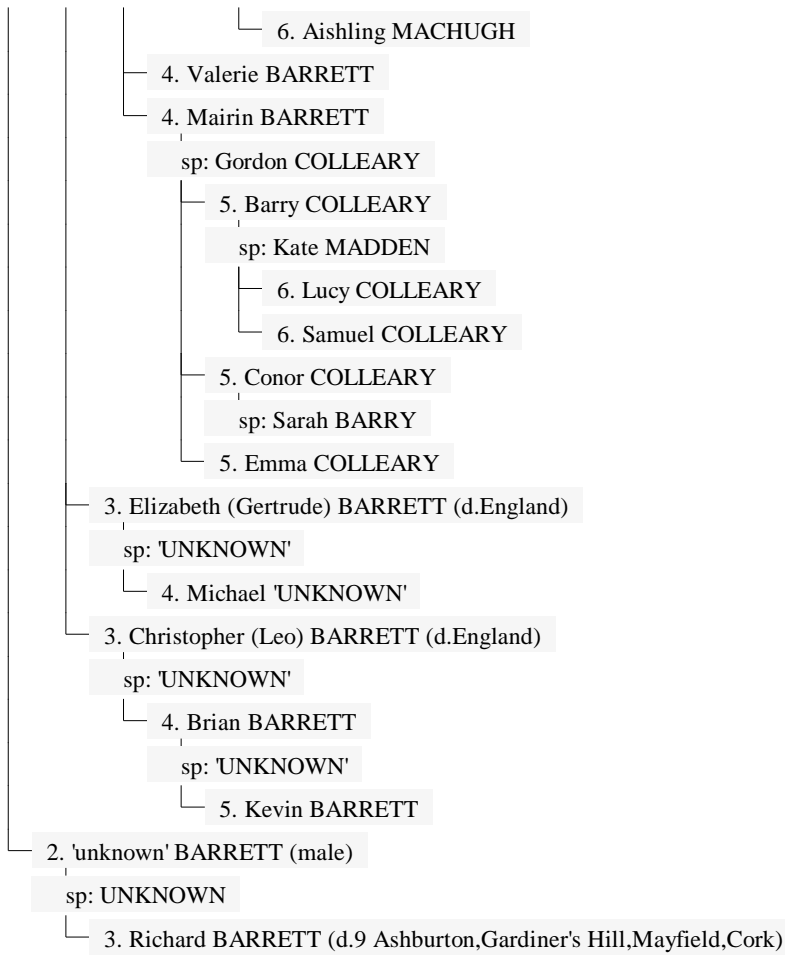 6. Aishling MACHUGH
4. Valerie BARRETT
4. Mairin BARRETT
sp: Gordon COLLEARY
5. Barry COLLEARY
sp: Kate MADDEN
6. Lucy COLLEARY
6. Samuel COLLEARY
5. Conor COLLEARY
sp: Sarah BARRY
5. Emma COLLEARY
3. Elizabeth (Gertrude) BARRETT (d.England)
sp: 'UNKNOWN'
4. Michael 'UNKNOWN'
3. Christopher (Leo) BARRETT (d.England)
sp: 'UNKNOWN'
4. Brian BARRETT
sp: 'UNKNOWN'
5. Kevin BARRETT
2. 'unknown' BARRETT (male)
sp: UNKNOWN
3. Richard BARRETT (d.9 Ashburton,Gardiner's Hill,Mayfield,Cork)